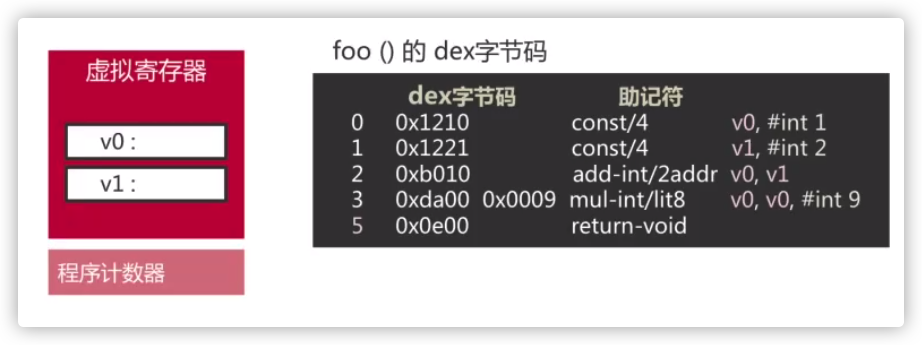 虚拟寄存器
v0 :
v1 :
程序计数器
foo () 的 dex字节码
dex字节码 助记符
0 0x1210 const/4 v0, #int 1
1 0x1221 const/4 v1, #int 2
2 0xb010 add-int/2addr v0, v1
3 0xda00 0x0009 mul-int/lit8 v0, v0, #int 9
5 0x0e00 return-void